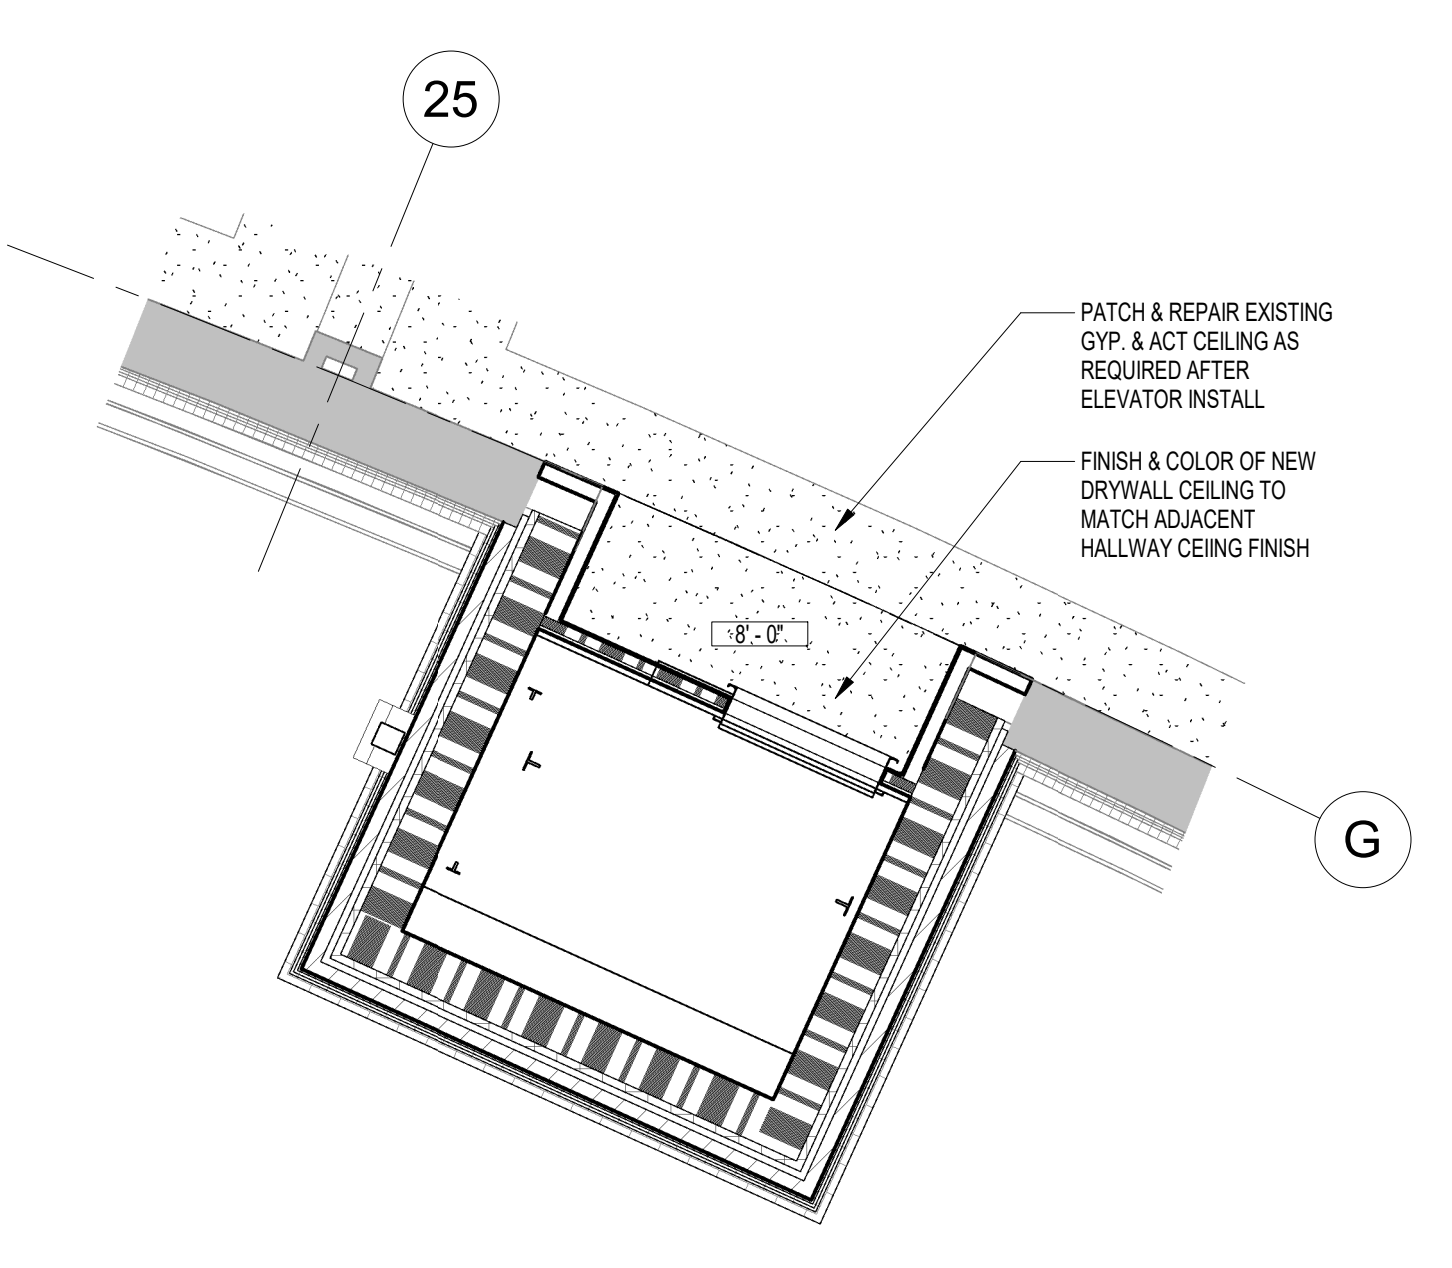 25
PATCH & REPAIR EXISTING
GYP. & ACT CEILING AS
REQUIRED AFTER
ELEVATOR INSTALL
FINISH & COLOR OF NEW
DRYWALL CEILING TO
MATCH ADJACENT
HALLWAY CEIING FINISH
8' - 0"
G